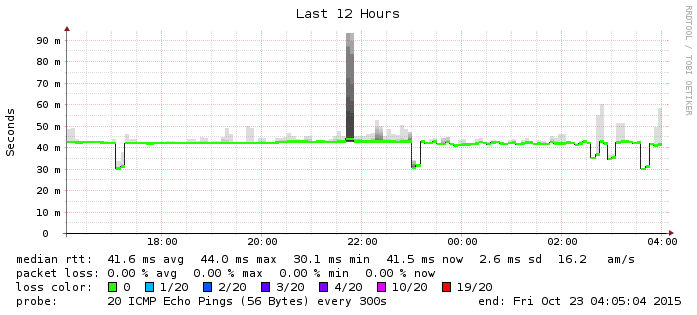 Last 12 Hours
RRDTOOL / TOBI OETIKER
Seconds
90 m
80 m
70 m
60 m
50 m
40 m
30 m
20 m
10 m
0
18:00 20:00 22:00 00:00 02:00 04:00
median rtt: 41.6 ms avg 44.0 ms max 30.1 ms min 41.5 ms now 2.6 ms sd 16.2 am/s
packet loss: 0.00 % avg 0.00 % max 0.00 % min 0.00 % now
loss color: 0 1/20 2/20 3/20 4/20 10/20 19/20
probe: 20 ICMP Echo Pings (56 Bytes) every 300s end: Fri Oct 23 04:05:04 2015